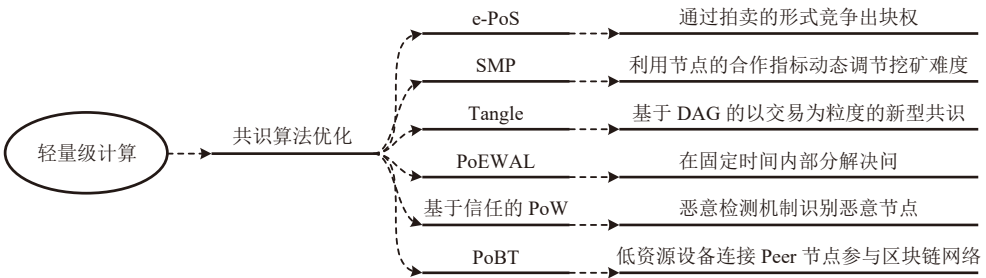 轻量级计算
共识算法优化
e-PoS
通过拍卖的形式竞争出块权
SMP
利用节点的合作指标动态调节挖矿难度
Tangle
基于 DAG 的以交易为粒度的新型共识
PoEWAL
在固定时间内部分解决问
基于信任的 PoW
恶意检测机制识别恶意节点
PoBT
低资源设备连接 Peer 节点参与区块链网络